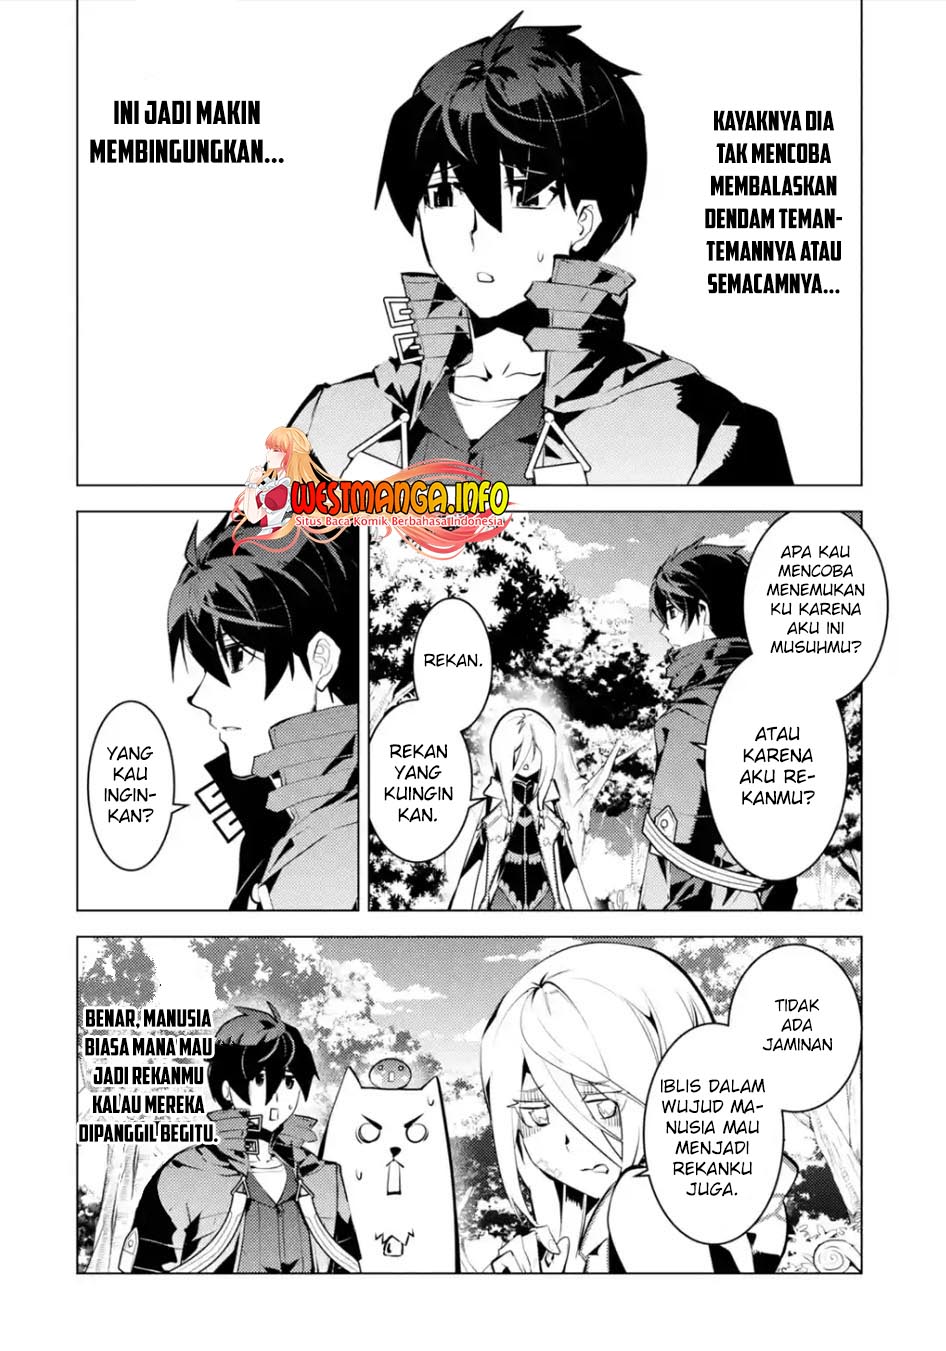 KAYAKNYA DIA
TAK MENCOBA
MEMBALASKAN
DENDAM TEMAN-
TEMANNYA ATAU
SEMACAMNYA...
INI JADI MAKIN
MEMBINGUNGKAN...
WESTMANGA.INFO
Situs Baca Komik Berbahasa Indonesia
APA KAU
MENCOBA
MENEMUKAN
KU KARENA
AKU INI
MUSUHMU?
ATAU
KARENA
AKU RE-
KANMU?
REKAN.
REKAN
YANG
KUINGIN
KAN.
YANG
KAU
INGIN-
KAN?
TIDAK
ADA
JAMINAN
IBLIS DALAM
WUJUD MA-
NUSIA MAU
MENJADI
REKANKU
JUGA.
BENAR, MANUSIA
BIASA MANA MAU
JADI REKANMU
KALAU MEREKA
DIPANGGIL BEGITU.